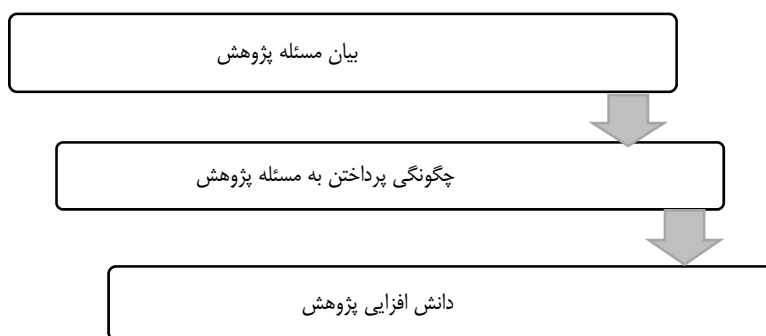 بیان مسئله پژوهش
چگونگی پرداختن به مسئله پژوهش
دانش افزایی پژوهش